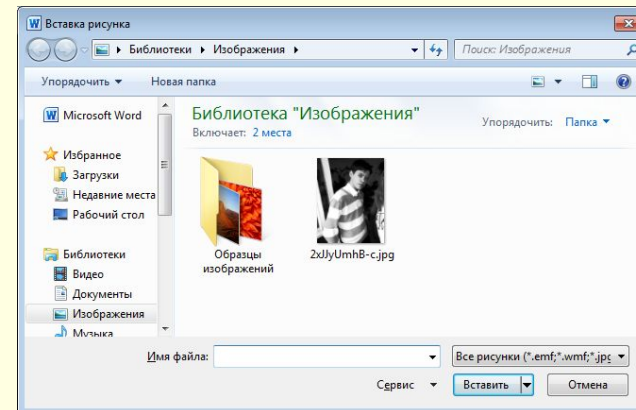 Вставка рисунка
Библиотеки Изображения
Поиск: Изображения
Упорядочить Новая папка
Microsoft Word
Избранное
Загрузки
Недавние места
Рабочий стол
Библиотеки
Видео
Документы
Изображения
Музыка
Библиотека "Изображения"
Включает: 2 места
Упорядочить: Папка
Образцы
изображений
2xJJyUmhB-c.jpg
Имя файла:
Все рисунки (*.emf;*.wmf;*.jpg
Сервис Вставить Отмена